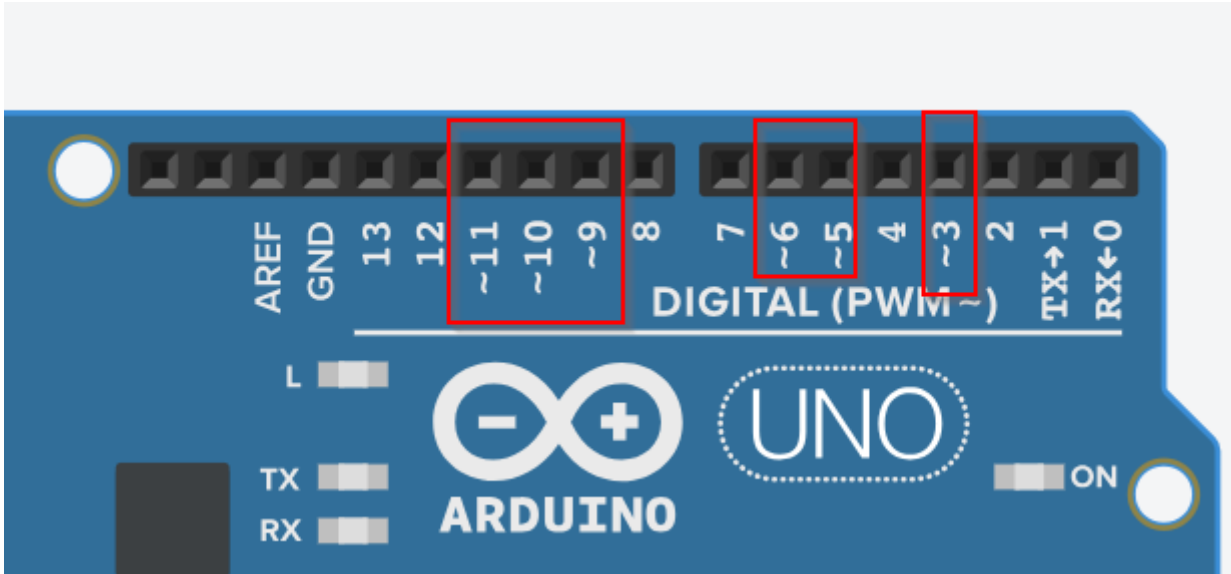 AREF GND 13 12 ~11 ~10 ~9 8 7 ~6 ~5 4 ~3 2 TX→1 RX←0
DIGITAL (PWM ~)
L
UNO
TX
ON
RX
ARDUINO